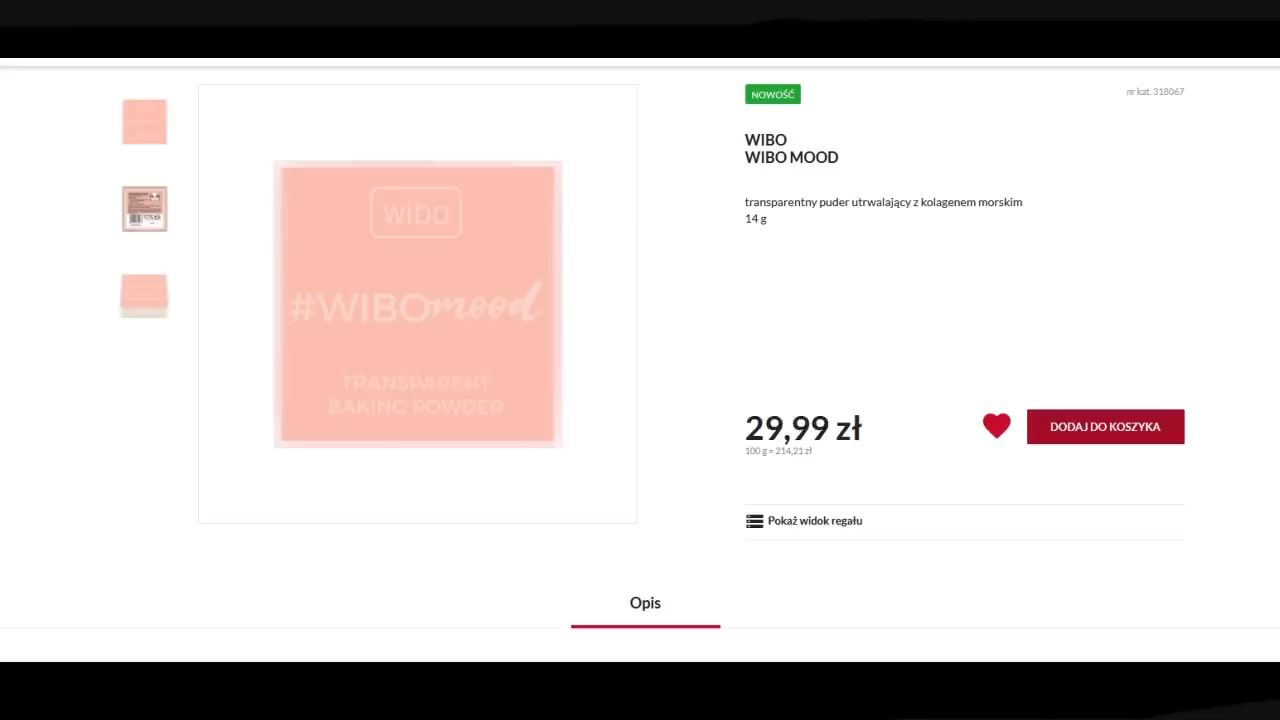 NOWOŚĆ
nr kat. 318067
WIBO
WIBO MOOD
transparentny puder utrwalający z kolagenem morskim
14 g
wibo
#WIBOmood
TRANSPARENT
BAKING POWDER
29,99 zł
DODAJ DO KOSZYKA
100 g = 214,21 zł
Pokaż widok regału
Opis